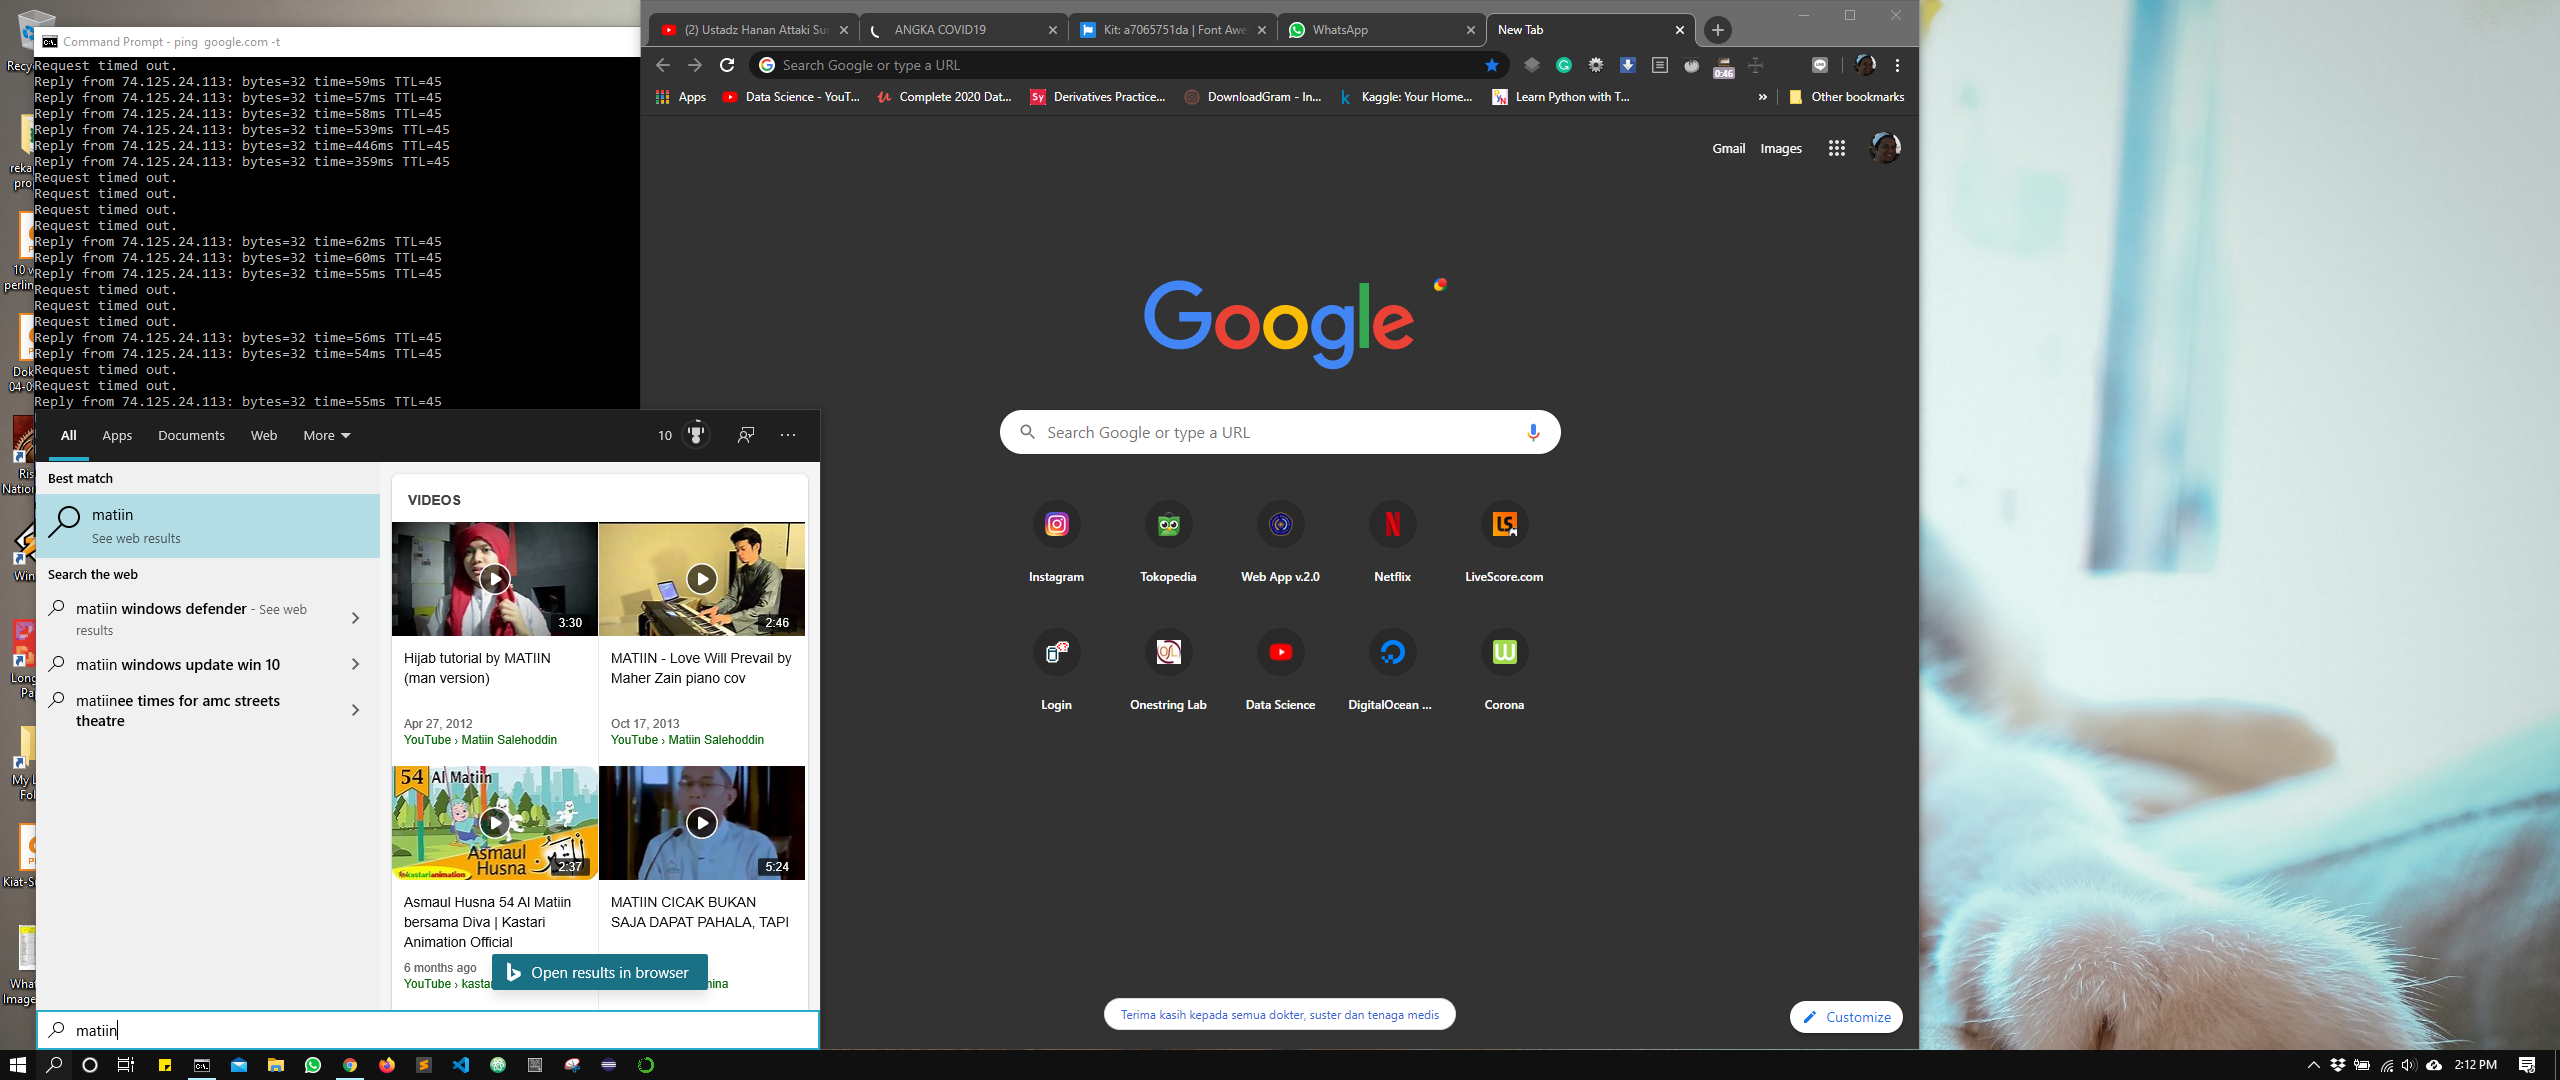 Command Prompt - ping google.com -t
Request timed out.
Reply from 74.125.24.113: bytes=32 time=59ms TTL=45
Reply from 74.125.24.113: bytes=32 time=57ms TTL=45
Reply from 74.125.24.113: bytes=32 time=58ms TTL=45
Reply from 74.125.24.113: bytes=32 time=539ms TTL=45
Reply from 74.125.24.113: bytes=32 time=446ms TTL=45
Reply from 74.125.24.113: bytes=32 time=359ms TTL=45
Request timed out.
Request timed out.
Request timed out.
Request timed out.
Reply from 74.125.24.113: bytes=32 time=62ms TTL=45
Reply from 74.125.24.113: bytes=32 time=60ms TTL=45
Reply from 74.125.24.113: bytes=32 time=55ms TTL=45
Request timed out.
Request timed out.
Request timed out.
Reply from 74.125.24.113: bytes=32 time=56ms TTL=45
Reply from 74.125.24.113: bytes=32 time=54ms TTL=45
Request timed out.
Request timed out.
Reply from 74.125.24.113: bytes=32 time=55ms TTL=45
All Apps Documents Web More 10
Best match
matiin
See web results
Search the web
matiin windows defender - See web
results
matiin windows update win 10
matiinee times for amc streets
theatre
VIDEOS
3:30
Hijab tutorial by MATIIN
(man version)
Apr 27, 2012
YouTube › Matiin Salehoddin
2:46
MATIIN - Love Will Prevail by
Maher Zain piano cov
Oct 17, 2013
YouTube › Matiin Salehoddin
54 Al Matiin
Asmaul
Husna
kastarianimation
2:37
Asmaul Husna 54 Al Matiin
bersama Diva | Kastari
Animation Official
6 months ago
YouTube › kasta
5:24
MATIIN CICAK BUKAN
SAJA DAPAT PAHALA, TAPI
Open results in browser
matiin
(2) Ustadz Hanan Attaki Sur
ANGKA COVID19
Kit: a7065751da | Font Awe
WhatsApp
New Tab
Search Google or type a URL
0:46
Apps
Data Science - YouT...
Complete 2020 Dat...
Derivatives Practice...
DownloadGram - In...
Kaggle: Your Home...
Learn Python with T...
»
Other bookmarks
Gmail Images
Google
Search Google or type a URL
Instagram
Tokopedia
Web App v.2.0
Netflix
LiveScore.com
Login
Onestring Lab
Data Science
DigitalOcean ...
Corona
Terima kasih kepada semua dokter, suster dan tenaga medis
Customize
2:12 PM